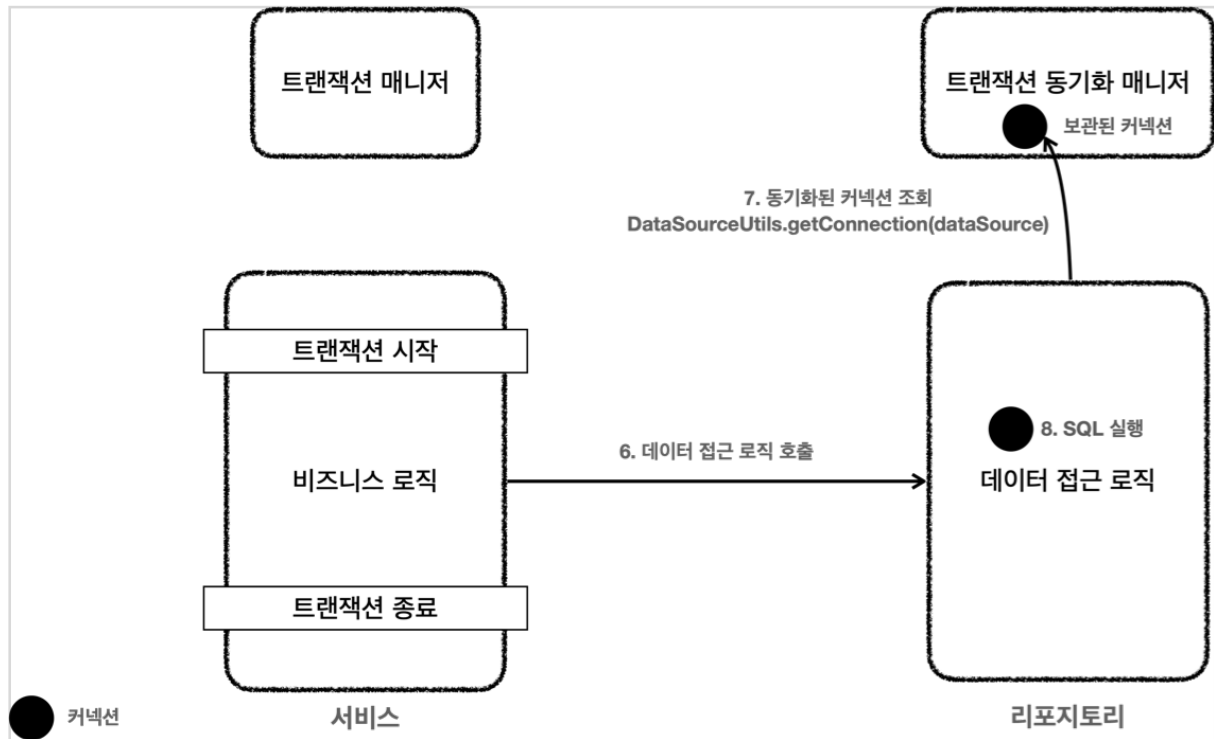 트랜잭션 매니저
트랜잭션 동기화 매니저
보관된 커넥션
7. 동기화된 커넥션 조회
DataSourceUtils.getConnection(dataSource)
트랜잭션 시작
6. 데이터 접근 로직 호출
8. SQL 실행
비즈니스 로직
데이터 접근 로직
트랜잭션 종료
커넥션
서비스
리포지토리